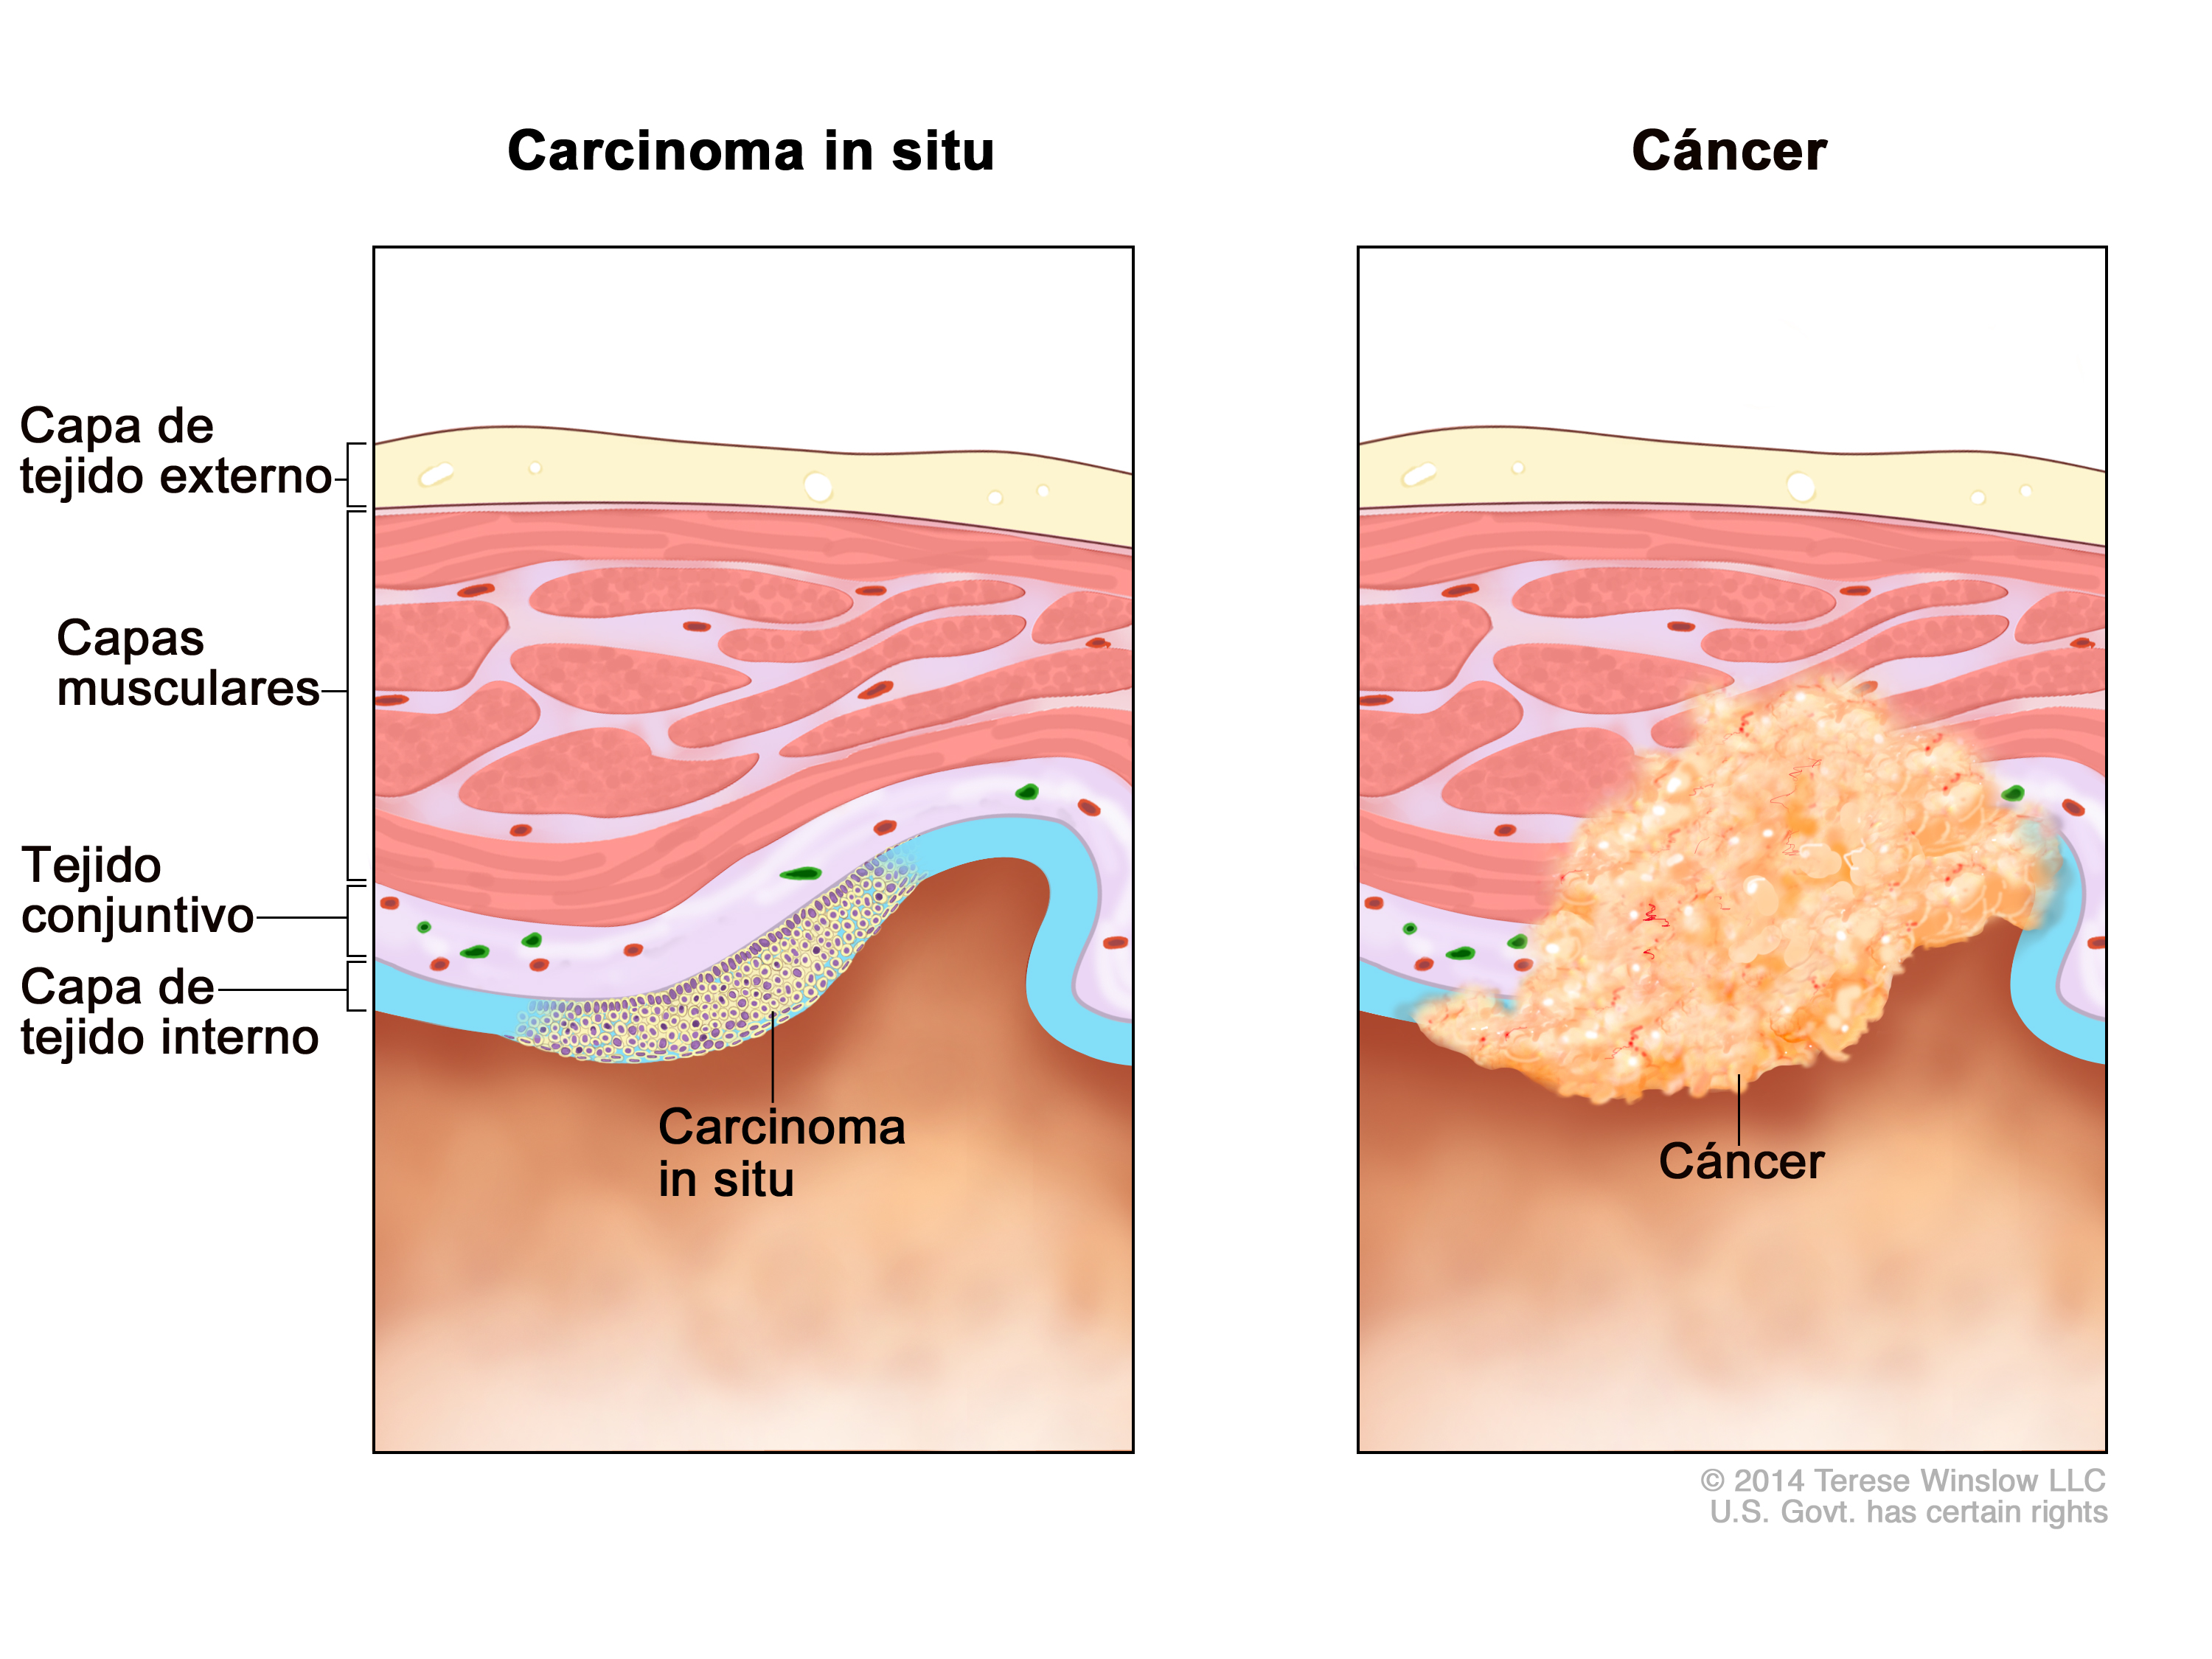 Carcinoma in situ
Cáncer
Capa de
tejido externo
Capas
musculares
Tejido
conjuntivo
Capa de
tejido interno
Carcinoma
in situ
Cáncer
© 2014 Terese Winslow LLC
U.S. Govt. has certain rights